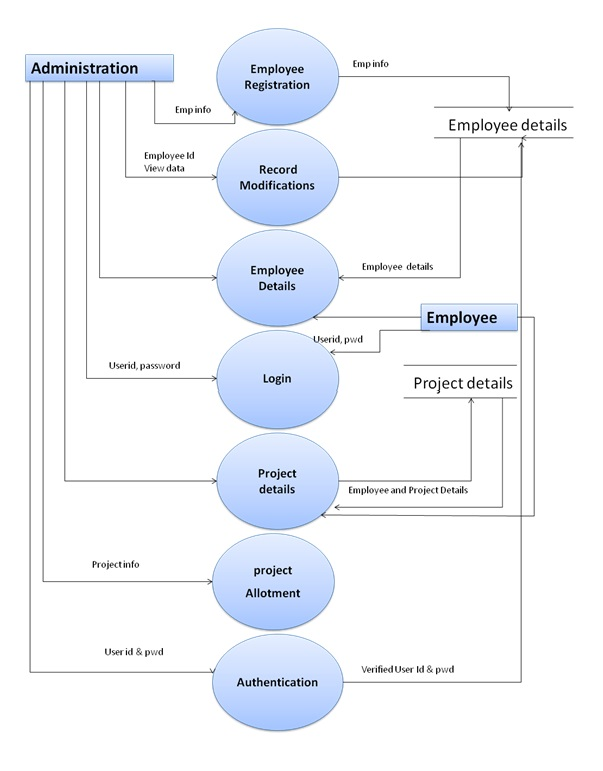 Administration
Employee
Registration
Emp info
Emp info
Employee details
Employee Id
View data
Record
Modifications
Employee
Details
Employee details
Employee
Userid, pwd
Login
Userid, password
Project details
Project
details
Employee and Project Details
project
Allotment
Project info
User id & pwd
Authentication
Verified User Id & pwd